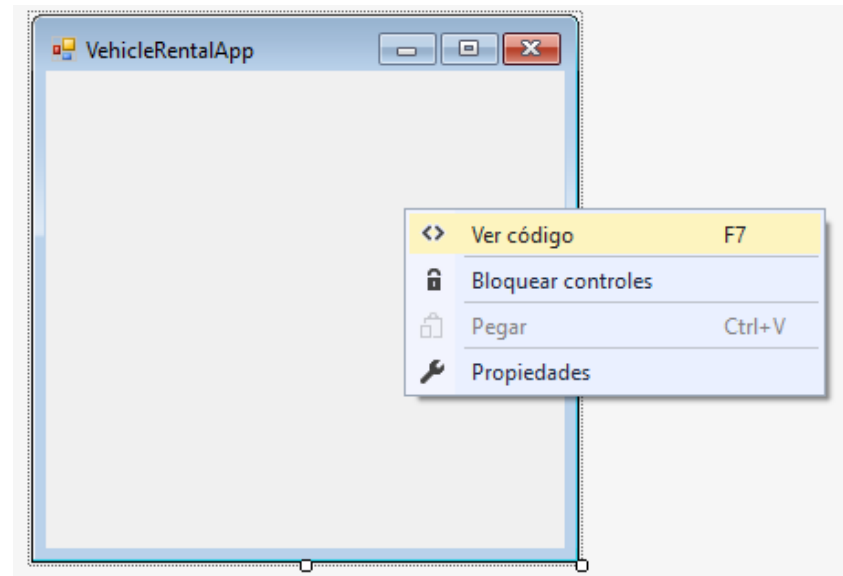 VehicleRentalApp
Ver código F7
Bloquear controles
Pegar Ctrl+V
Propiedades